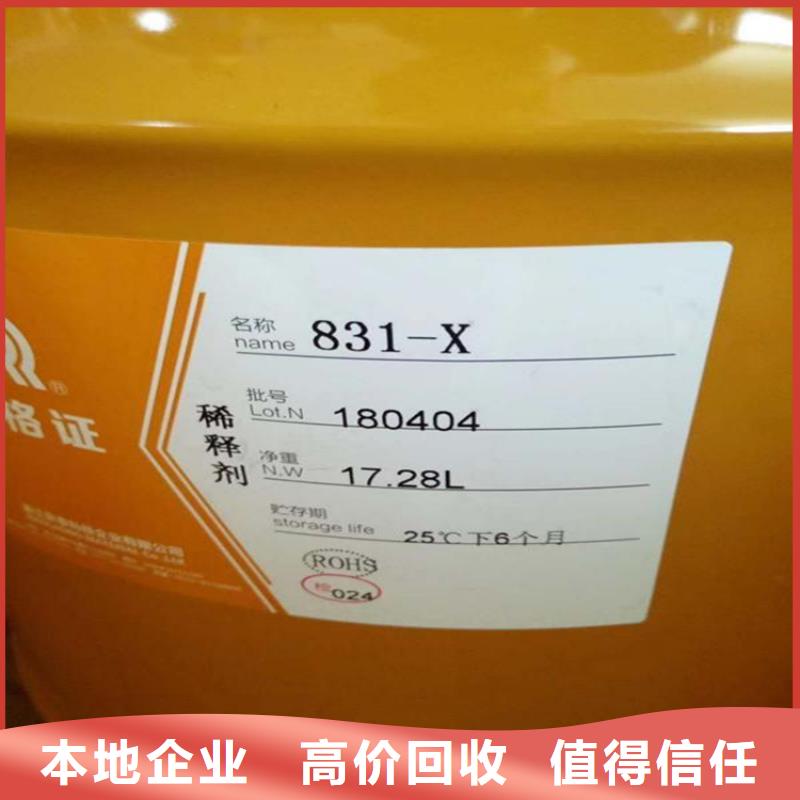 ®
格证
稀释剂
名称
name 831-X
批号
Lot.N 180404
净重
N.W 17.28L
贮存期
storage life 25℃下6个月
ROHS
检 024
本地企业 高价回收 值得信任